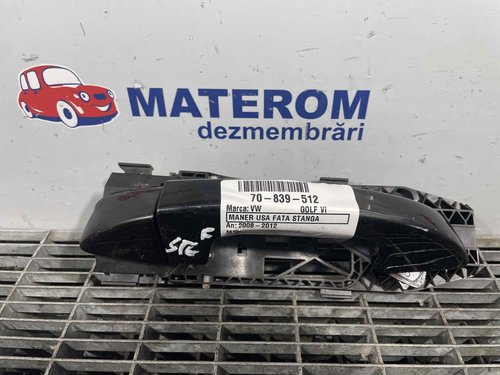 MATEROM
dezmembrări
70-839-512
Marca: VW GOLF Vi
MANER USA FATA STANGA
An: 2008-2012
F
STG